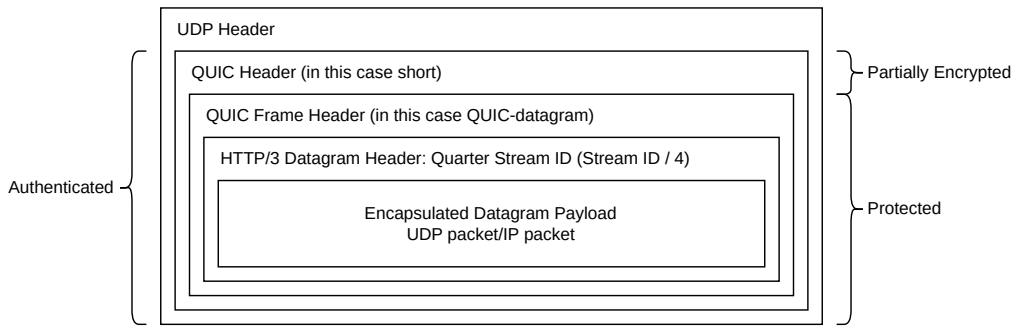 UDP Header
QUIC Header (in this case short)
Partially Encrypted
QUIC Frame Header (in this case QUIC-datagram)
HTTP/3 Datagram Header: Quarter Stream ID (Stream ID / 4)
Authenticated
Encapsulated Datagram Payload
UDP packet/IP packet
Protected